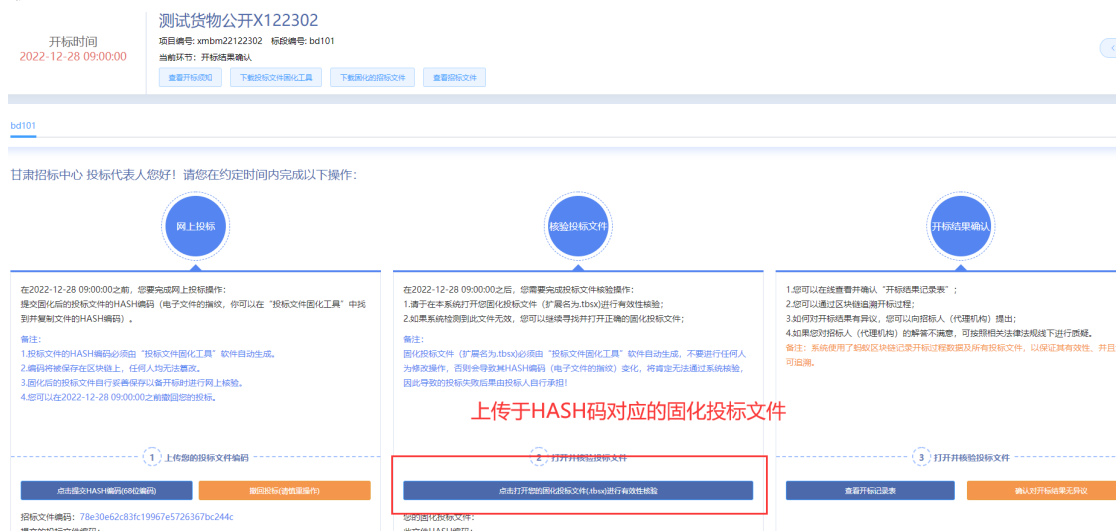 测试货物公开X122302
开标时间
2022-12-28 09:00:00
项目编号: xmbm22122302 标段编号: bd101
当前环节：开标结果确认
查看开标须知 下载投标文件固化工具 下载固化的招标文件 查看招标文件
bd101
甘肃招标中心 投标代表人您好！请您在约定时间内完成以下操作：
网上投标
在2022-12-28 09:00:00之前，您要完成网上投标操作：
提交固化后的投标文件的HASH编码（电子文件的指纹，你可以在“投标文件固化工具”中找
到并复制文件的HASH编码）。
备注：
1.投标文件的HASH编码必须由“投标文件固化工具”软件自动生成。
2.编码将被保存在区块链上，任何人均无法篡改。
3.固化后的投标文件自行妥善保存以备开标时进行网上核验。
4.您可以在2022-12-28 09:00:00之前撤回您的投标。
1 上传您的投标文件编码
点击提交HASH编码(68位编码) 撤回投标(请慎重操作)
招标文件编码：78e30e62c83fc19967e5726367bc244c
提交的投标文件编码：
核验投标文件
在2022-12-28 09:00:00之后，您需要完成投标文件核验操作：
1.请于在本系统打开您固化投标文件（扩展名为.tbsx)进行有效性核验；
2.如果系统检测到此文件无效，您可以继续寻找并打开正确的固化投标文件；
备注：
固化投标文件（扩展名为.tbsx)必须由“投标文件固化工具”软件自动生成，不要进行任何人
为修改操作，否则会导致其HASH编码（电子文件的指纹）变化，将肯定无法通过系统核验，
因此导致的投标失败后果由投标人自行承担！
上传于HASH码对应的固化投标文件
2 打开并核验投标文件
点击打开您的固化投标文件(.tbsx)进行有效性核验
您的固化投标文件：
此文件HASH编码：
开标结果确认
1.您可以在线查看并确认“开标结果记录表”；
2.您可以通过区块链追溯开标过程；
3.如何对开标结果有异议，您可以向招标人（代理机构）提出；
4.如果您对招标人（代理机构）的解答不满意，可按照相关法律法规线下进行质疑。
备注：系统使用了蚂蚁区块链记录开标过程数据及所有投标文件，以保证其有效性，并且
可追溯。
3 打开并核验投标文件
查看开标记录表 确认对开标结果无异议